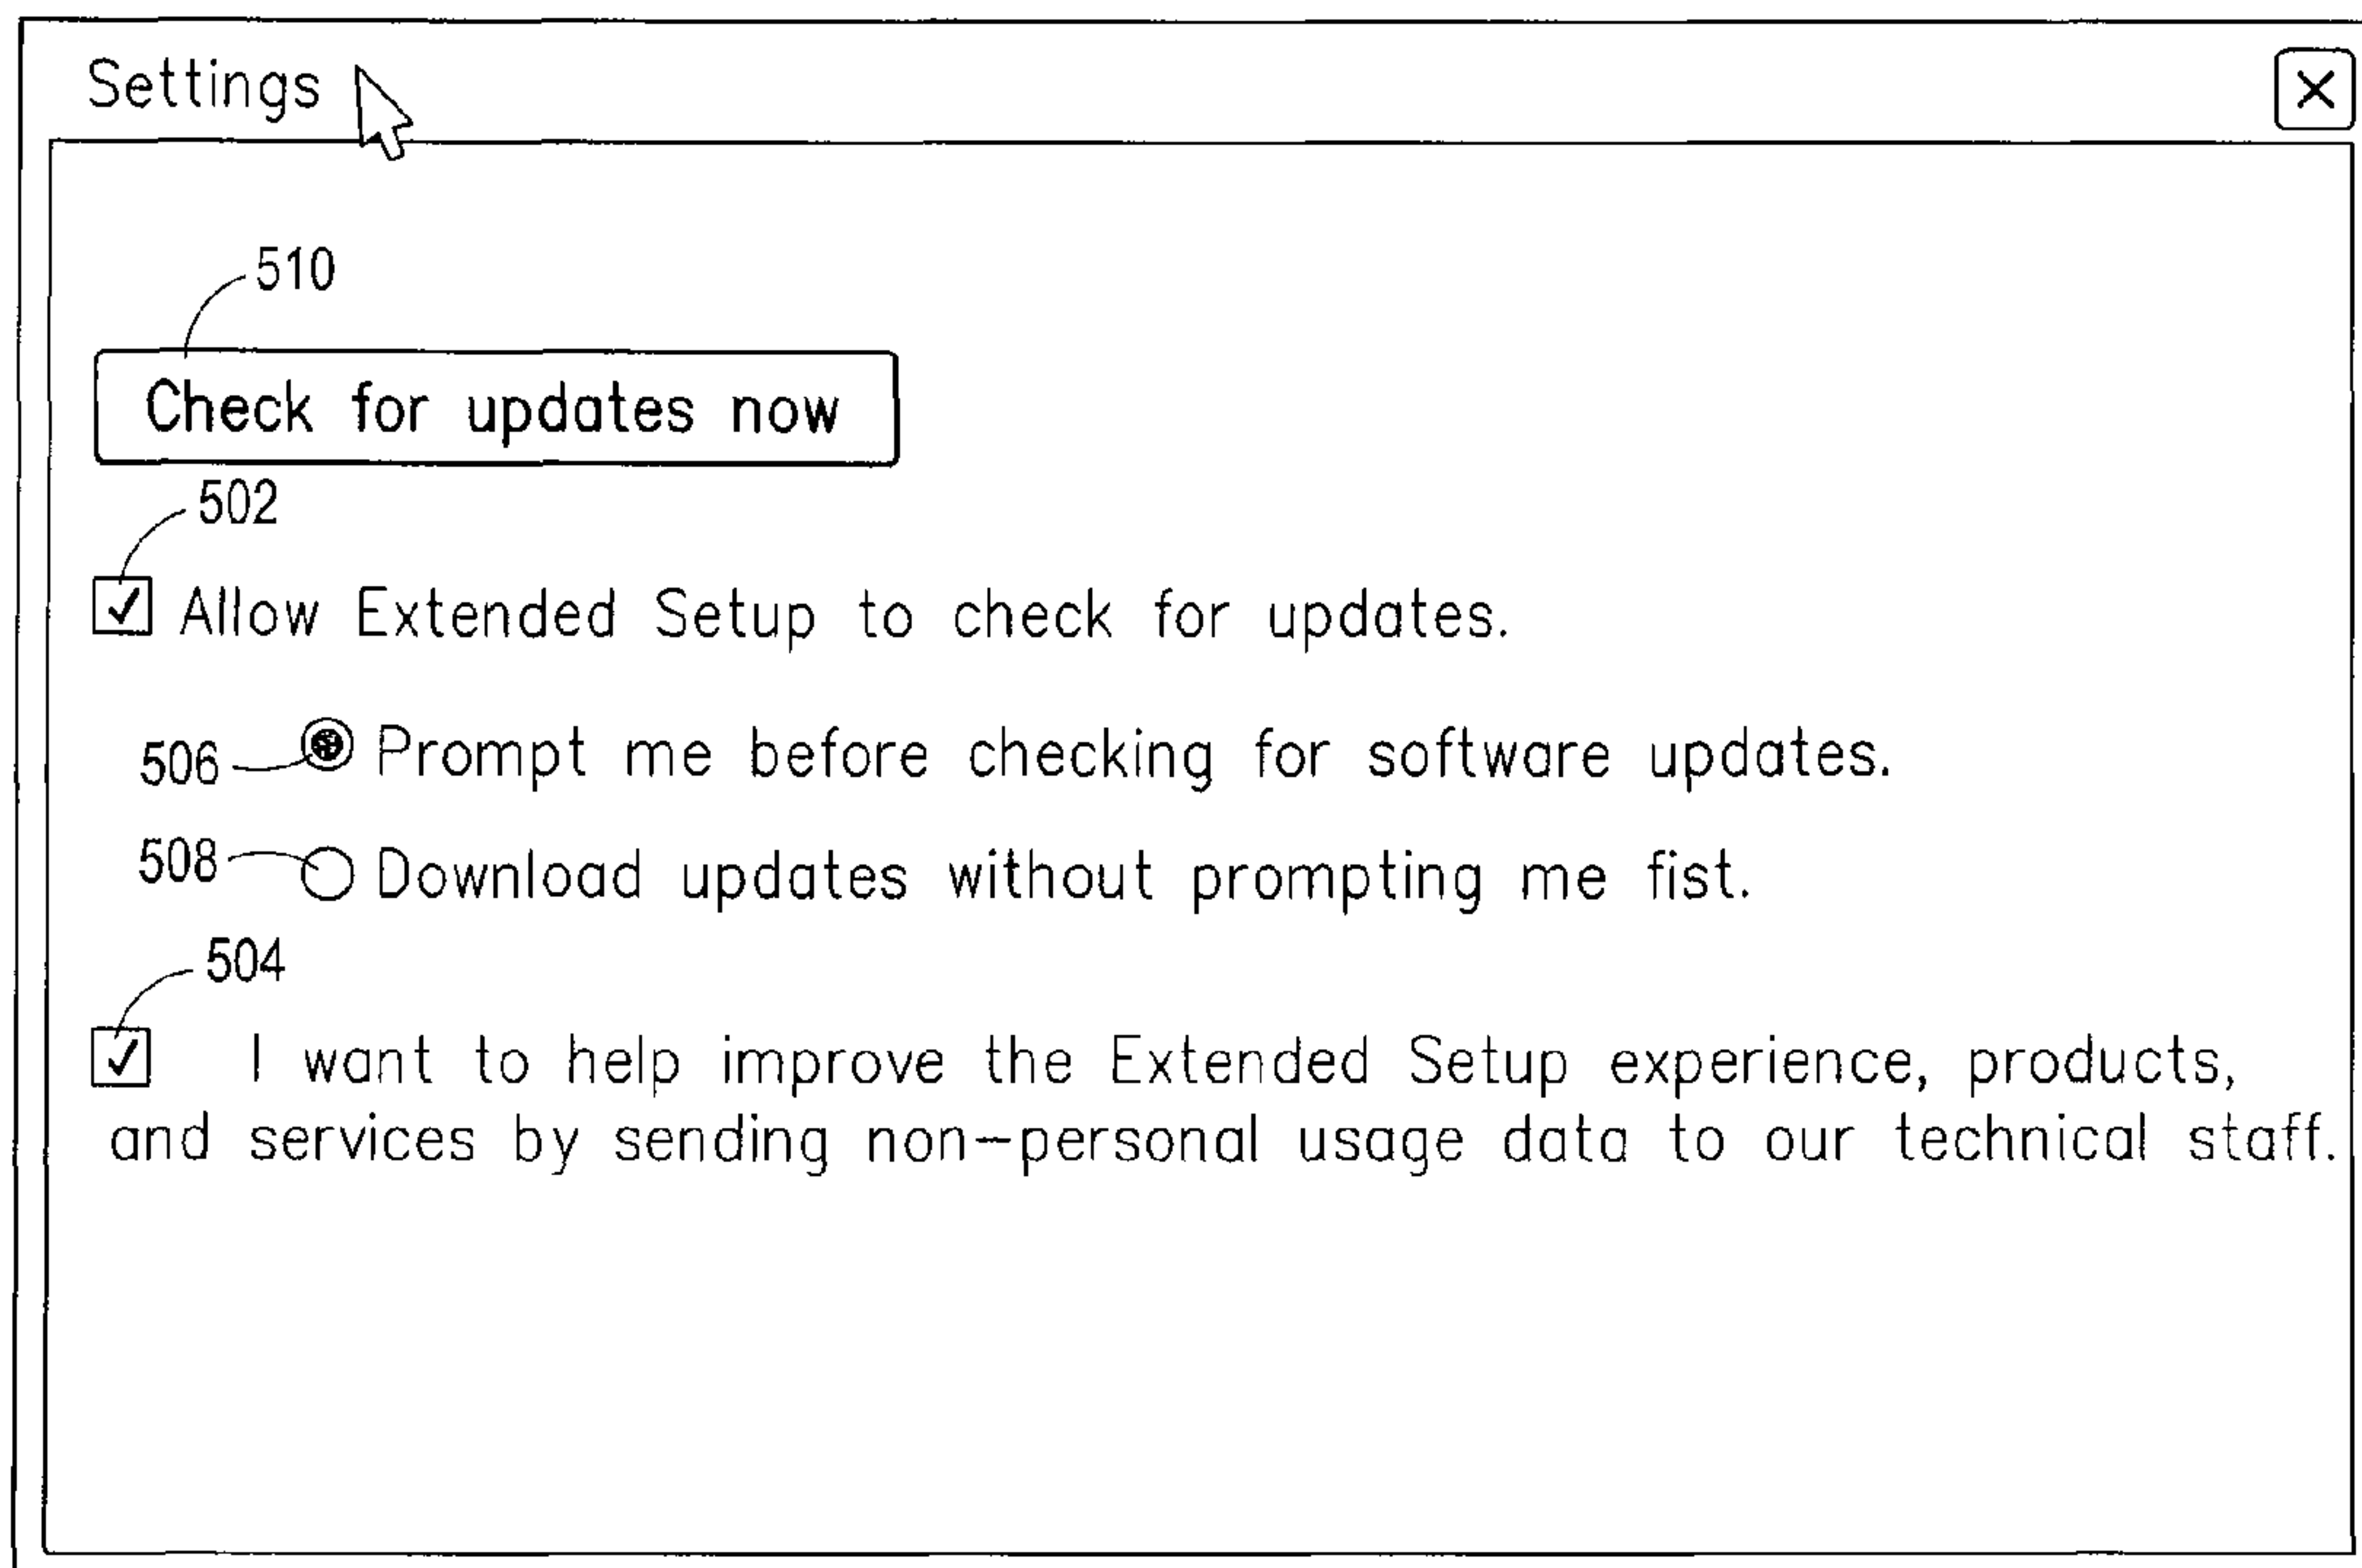 Settings
510
Check for updates now
502
Allow Extended Setup to check for updates.
506 Prompt me before checking for software updates.
508 Download updates without prompting me fist.
504
I want to help improve the Extended Setup experience, products,
and services by sending non-personal usage data to our technical staff.